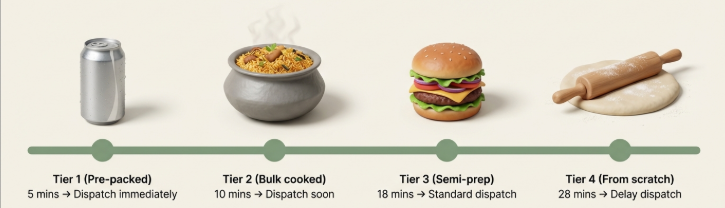 Tier 1 (Pre-packed)
5 mins → Dispatch immediately
Tier 2 (Bulk cooked)
10 mins → Dispatch soon
Tier 3 (Semi-prep)
18 mins → Standard dispatch
Tier 4 (From scratch)
28 mins → Delay dispatch